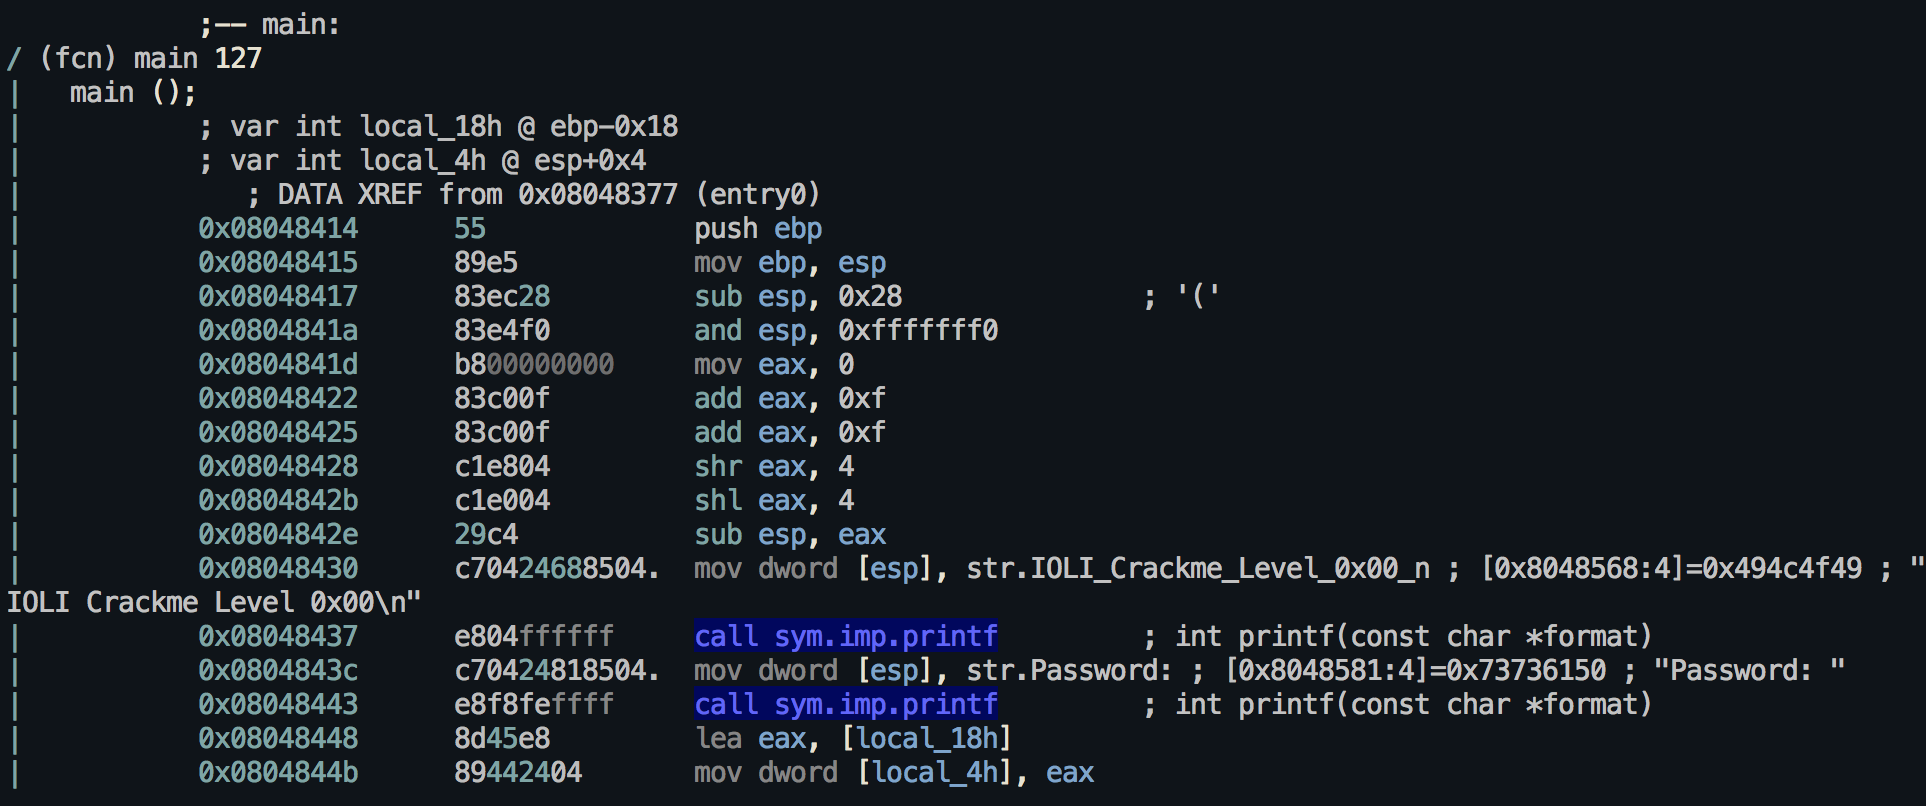 ;-- main:
/ (fcn) main 127
|   main ();
|           ; var int local_18h @ ebp-0x18
|           ; var int local_4h @ esp+0x4
|              ; DATA XREF from 0x08048377 (entry0)
|           0x08048414      55             push ebp
|           0x08048415      89e5           mov ebp, esp
|           0x08048417      83ec28         sub esp, 0x28               ; '('
|           0x0804841a      83e4f0         and esp, 0xfffffff0
|           0x0804841d      b800000000     mov eax, 0
|           0x08048422      83c00f         add eax, 0xf
|           0x08048425      83c00f         add eax, 0xf
|           0x08048428      c1e804         shr eax, 4
|           0x0804842b      c1e004         shl eax, 4
|           0x0804842e      29c4           sub esp, eax
|           0x08048430      c70424688504.  mov dword [esp], str.IOLI_Crackme_Level_0x00_n ; [0x8048568:4]=0x494c4f49 ; "
IOLI Crackme Level 0x00\n"
|           0x08048437      e804ffffff     call sym.imp.printf         ; int printf(const char *format)
|           0x0804843c      c70424818504.  mov dword [esp], str.Password: ; [0x8048581:4]=0x73736150 ; "Password: "
|           0x08048443      e8f8feffff     call sym.imp.printf         ; int printf(const char *format)
|           0x08048448      8d45e8         lea eax, [local_18h]
|           0x0804844b      89442404       mov dword [local_4h], eax